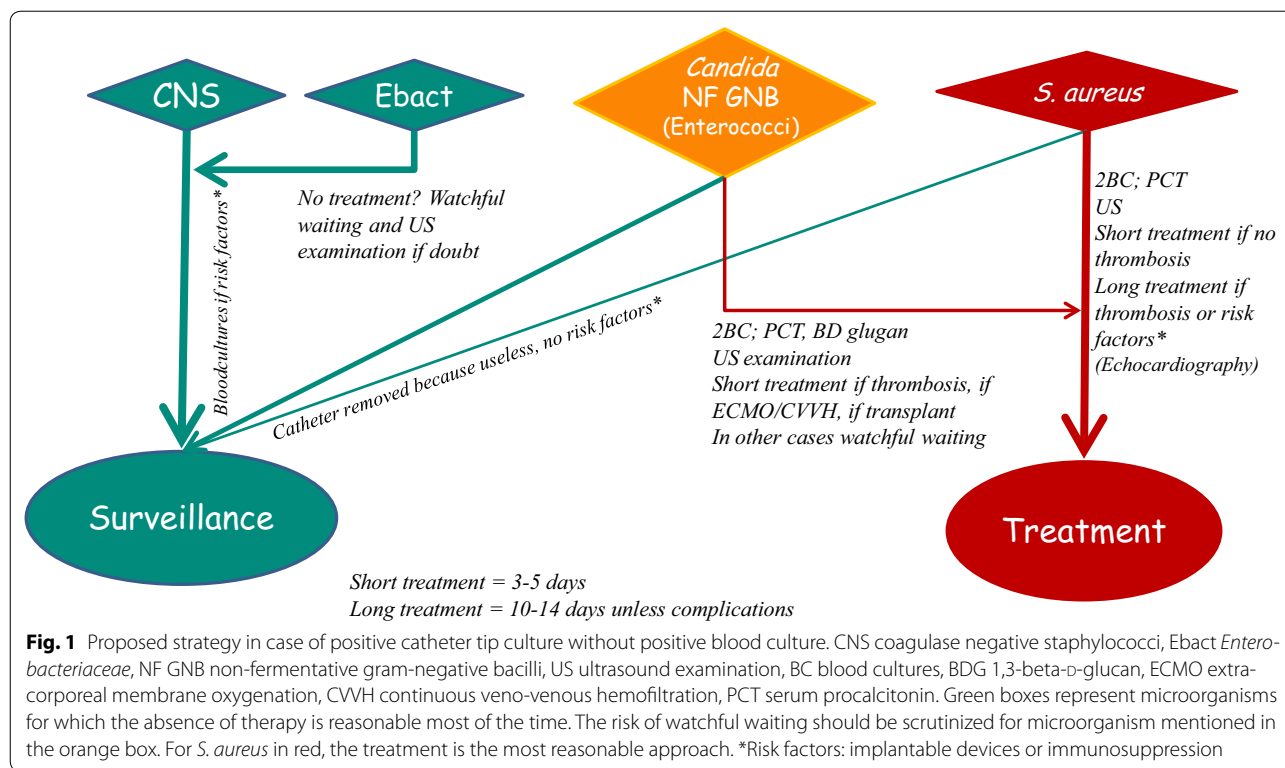 CNS
Ebact
Candida
NF GNB
(Enterococci)
S. aureus
Bloodcultures if risk factors*
No treatment? Watchful
waiting and US
examination if doubt
Catheter removed because useless, no risk factors*
2BC; PCT, BD glugan
US examination
Short treatment if thrombosis, if
ECMO/CVVH, if transplant
In other cases watchful waiting
2BC; PCT
US
Short treatment if no
thrombosis
Long treatment if
thrombosis or risk
factors*
(Echocardiography)
Surveillance
Treatment
Short treatment = 3-5 days
Long treatment = 10-14 days unless complications
Fig. 1 Proposed strategy in case of positive catheter tip culture without positive blood culture. CNS coagulase negative staphylococci, Ebact Entero-
bacteriaceae, NF GNB non-fermentative gram-negative bacilli, US ultrasound examination, BC blood cultures, BDG 1,3-beta-D-glucan, ECMO extra-
corporeal membrane oxygenation, CVVH continuous veno-venous hemofiltration, PCT serum procalcitonin. Green boxes represent microorganisms
for which the absence of therapy is reasonable most of the time. The risk of watchful waiting should be scrutinized for microorganism mentioned in
the orange box. For S. aureus in red, the treatment is the most reasonable approach. *Risk factors: implantable devices or immunosuppression